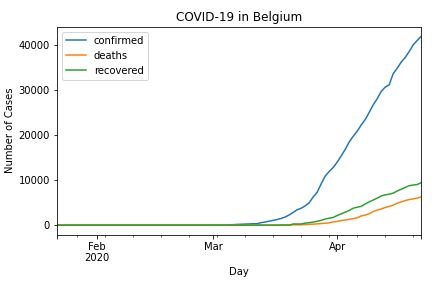 COVID-19 in Belgium
confirmed
deaths
recovered
Number of Cases
40000
30000
20000
10000
0
Feb
2020
Mar
Apr
Day